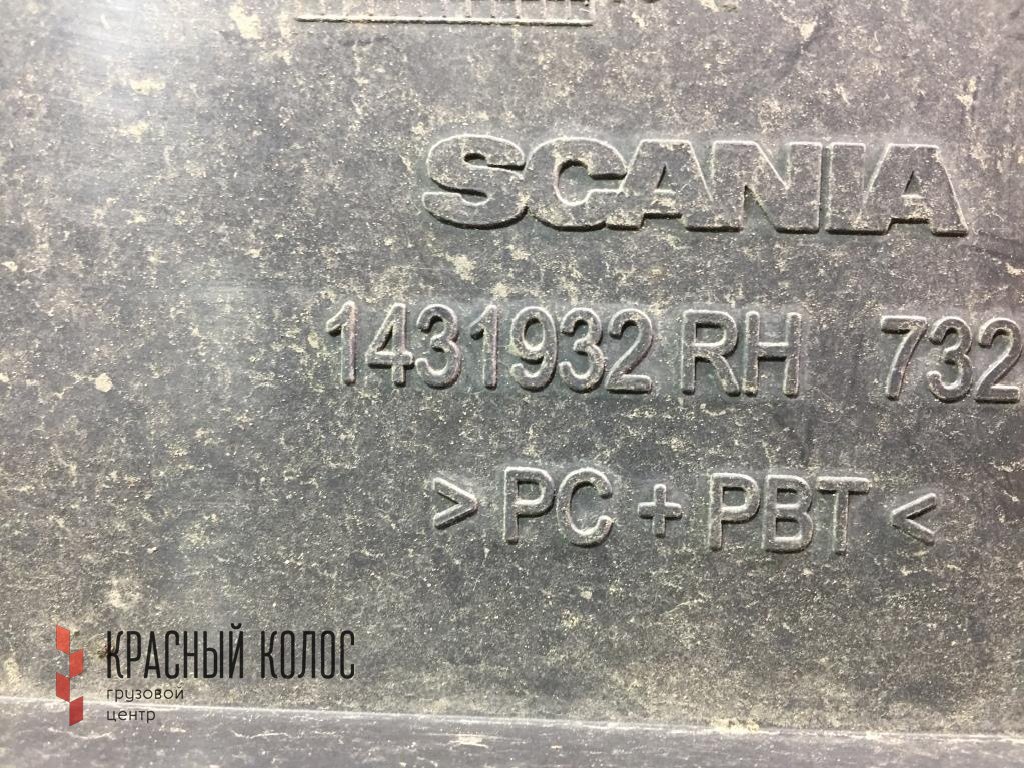 SCANIA
1431932 RH 732
> PC + PBT <
КРАСНЫЙ КОЛОС
грузовой
центр